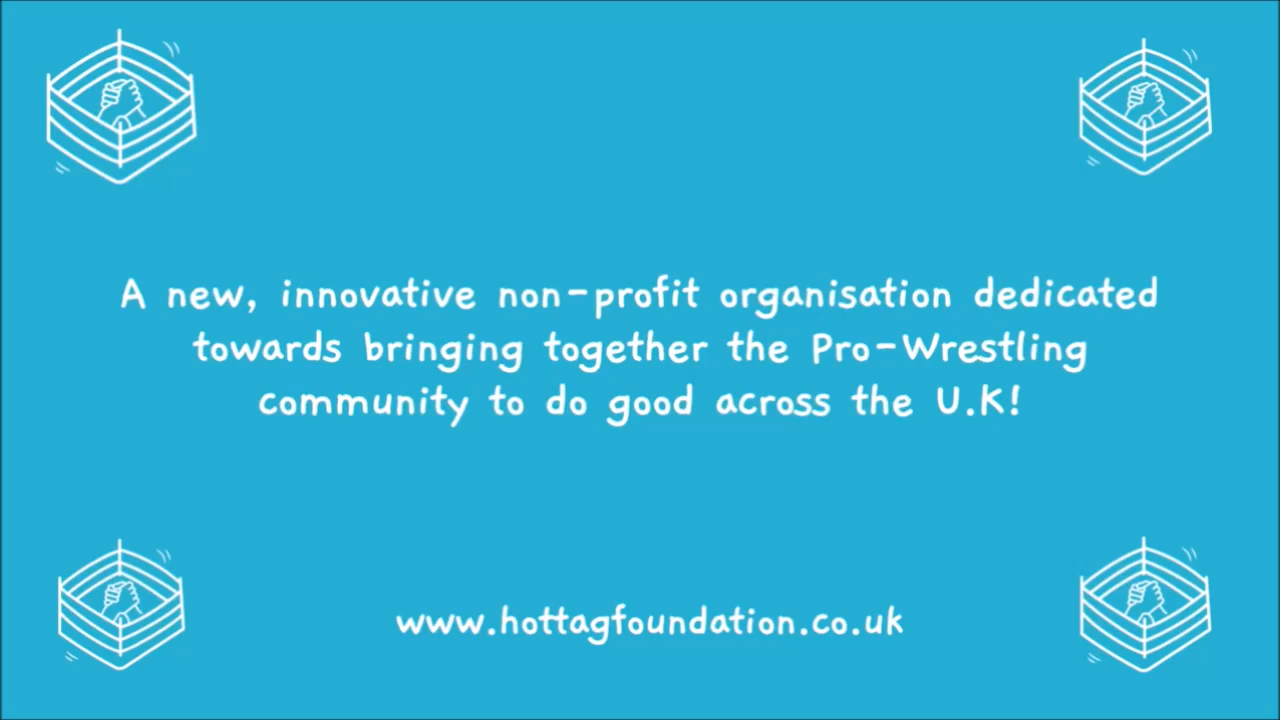 A new, innovative non-profit organisation dedicated
towards bringing together the Pro-Wrestling
community to do good across the U.K!
www.hottagfoundation.co.uk